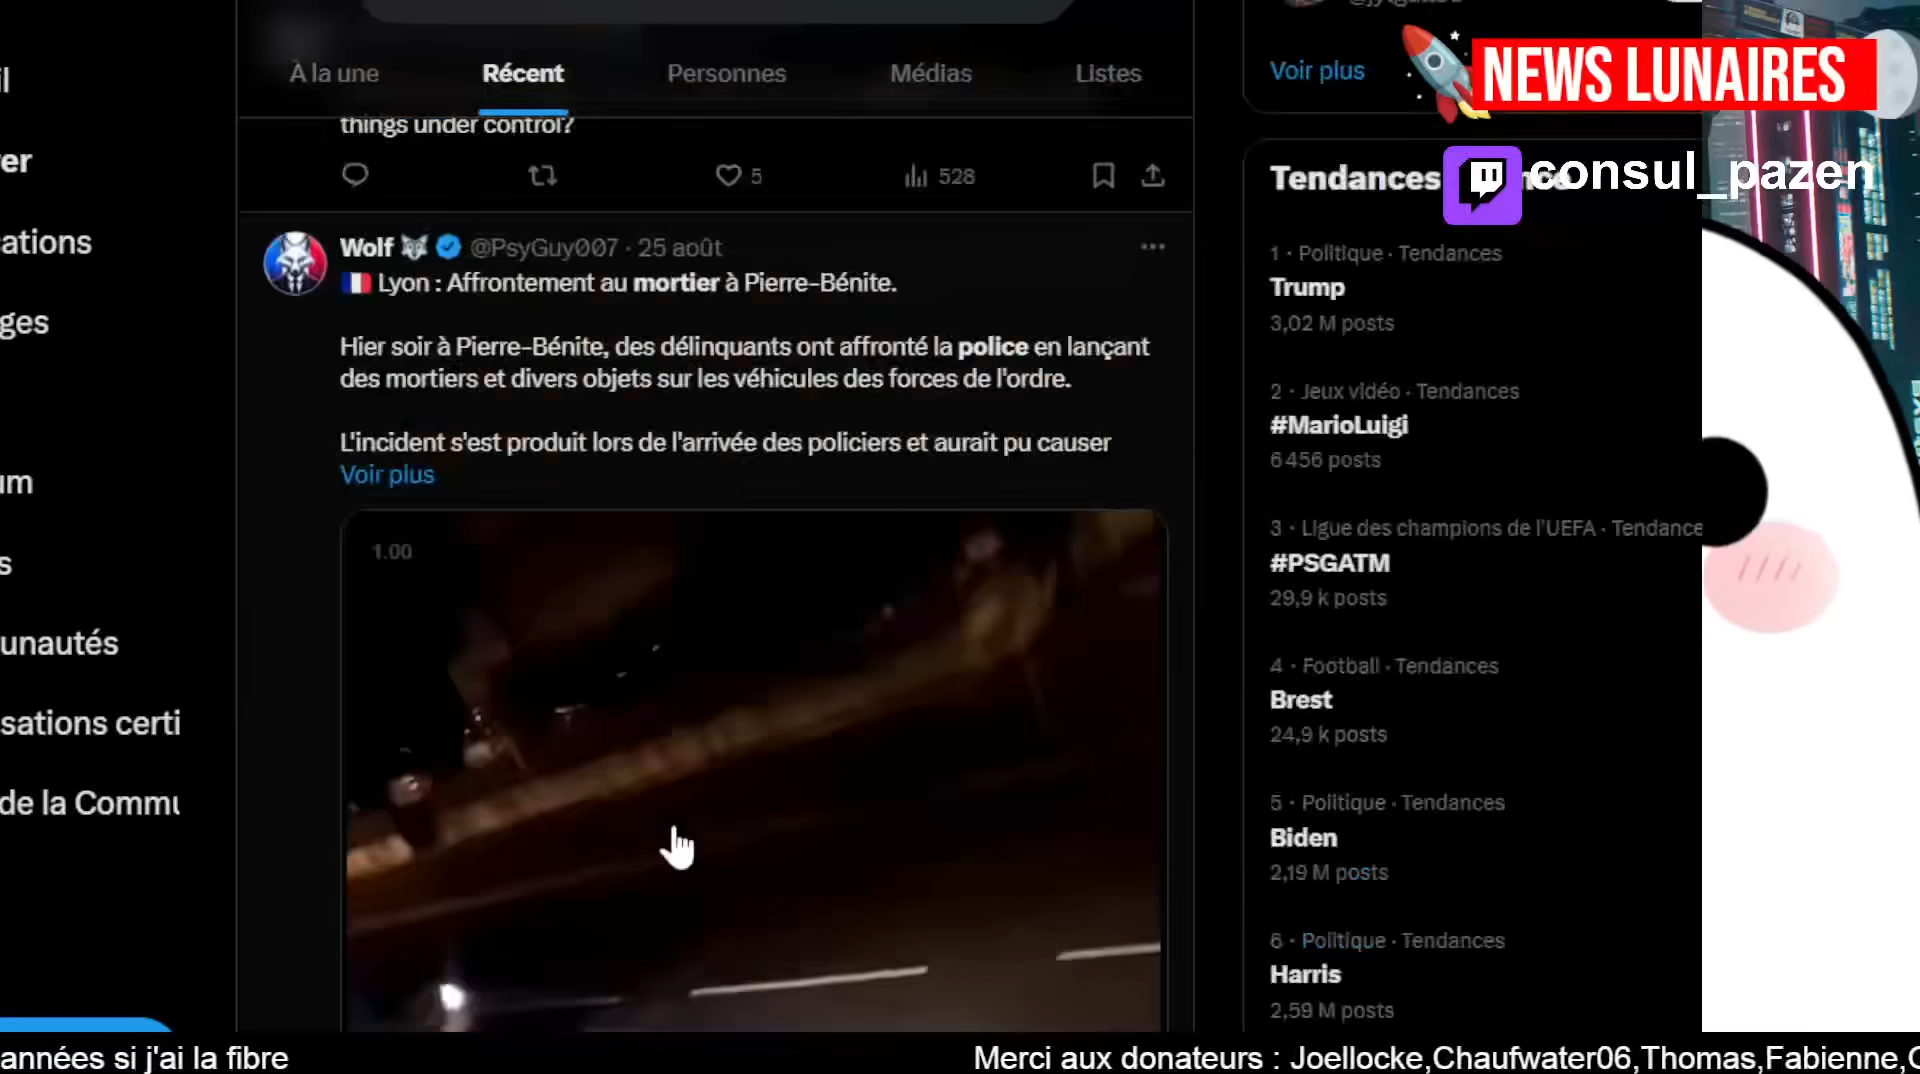 À la une
Récent
Personnes
Médias
Listes
things under control?
5
528
Wolf @PsyGuy007 · 25 août
Lyon : Affrontement au mortier à Pierre-Bénite.
Hier soir à Pierre-Bénite, des délinquants ont affronté la police en lançant
des mortiers et divers objets sur les véhicules des forces de l'ordre.
L'incident s'est produit lors de l'arrivée des policiers et aurait pu causer
Voir plus
1.00
er
cations
ges
um
s
unautés
sations certi
de la Commu
Voir plus
NEWS LUNAIRES
consul_pazen
Tendances
1 · Politique · Tendances
Trump
3,02 M posts
2 · Jeux vidéo · Tendances
#MarioLuigi
6 456 posts
3 · Ligue des champions de l'UEFA · Tendance
#PSGATM
29,9 k posts
4 · Football · Tendances
Brest
24,9 k posts
5 · Politique · Tendances
Biden
2,19 M posts
6 · Politique · Tendances
Harris
2,59 M posts
années si j'ai la fibre
Merci aux donateurs : Joellocke,Chaufwater06,Thomas,Fabienne,